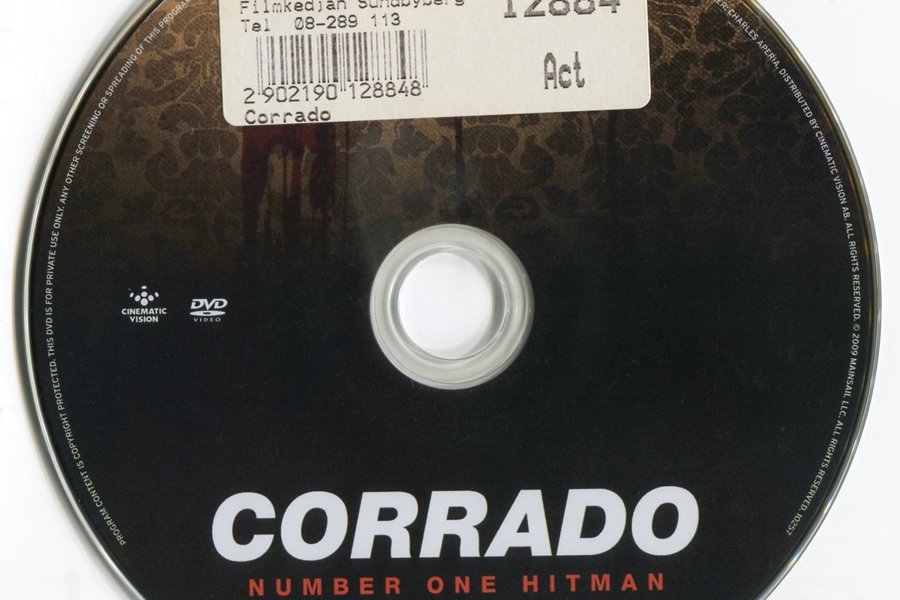 Filmkedjan Sundbyberg
Tel 08-289 113
12884
Act
2 902190 128848
Corrado
PROGRAM CONTENT IS COPYRIGHT PROTECTED. THIS DVD IS FOR PRIVATE USE ONLY. ANY OTHER SCREENING OR SPREADING OF THIS PROGRAM
CHARLES APERIA. DISTRIBUTED BY CINEMATIC VISION AB. ALL RIGHTS RESERVED. © 2009 MAINSAIL LLC. ALL RIGHTS RESERVED. 10257
CINEMATIC
VISION
DVD
VIDEO
CORRADO
NUMBER ONE HITMAN